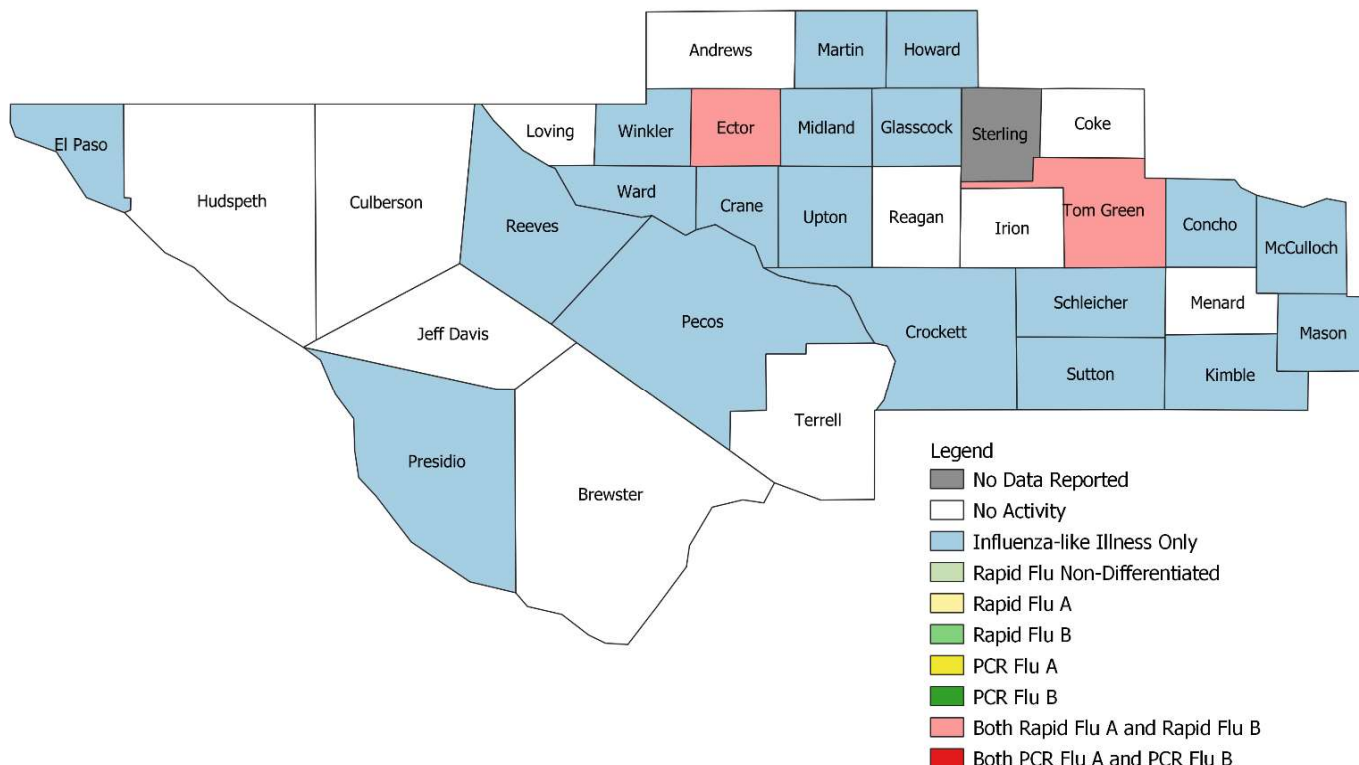 Andrews
Martin
Howard
El Paso
Loving
Winkler
Ector
Midland
Glasscock
Sterling
Coke
Hudspeth
Culberson
Reeves
Ward
Crane
Upton
Reagan
Irion
Tom Green
Concho
McCulloch
Jeff Davis
Pecos
Crockett
Schleicher
Menard
Mason
Sutton
Kimble
Presidio
Brewster
Terrell
Legend
No Data Reported
No Activity
Influenza-like Illness Only
Rapid Flu Non-Differentiated
Rapid Flu A
Rapid Flu B
PCR Flu A
PCR Flu B
Both Rapid Flu A and Rapid Flu B
Both PCR Flu A and PCR Flu B